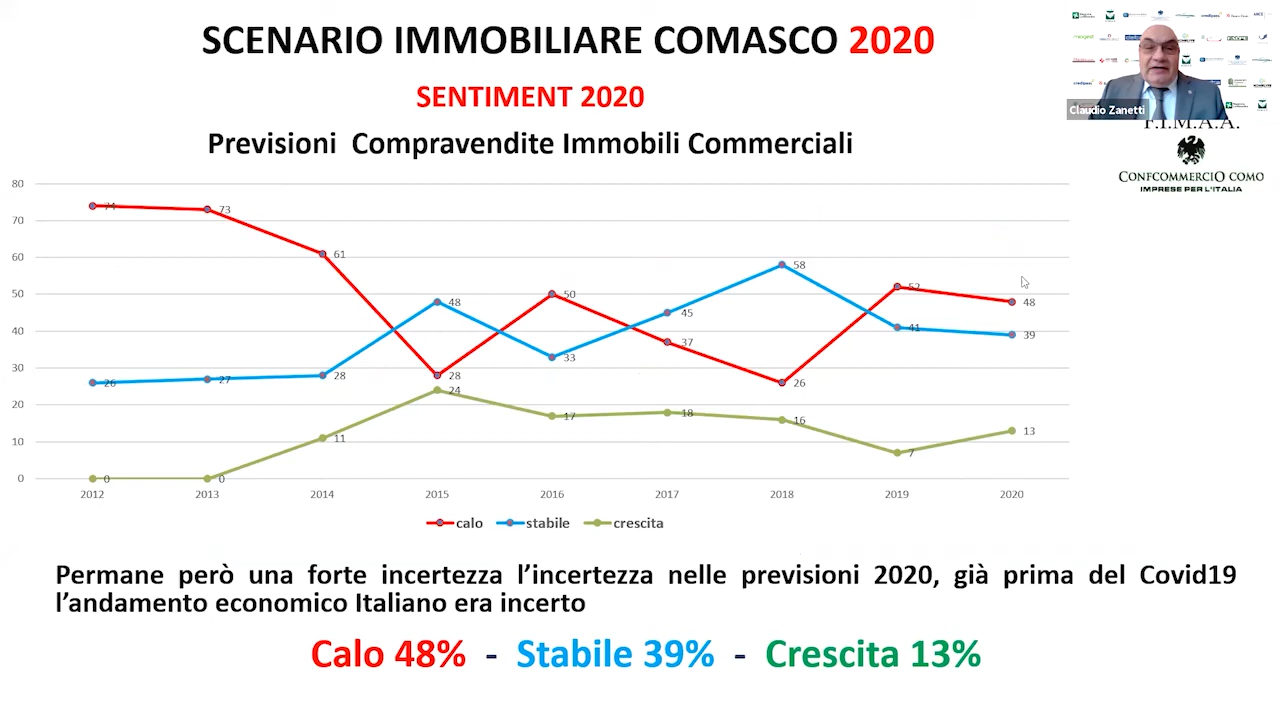 SCENARIO IMMOBILIARE COMASCO 2020
SENTIMENT 2020
Previsioni Compravendite Immobili Commerciali
Claudio Zanetti
F.I.M.A.A.
CONFCOMMERCIO COMO
IMPRESE PER L'ITALIA
80
70
60
50
40
30
20
10
0
74 73 61 28 50 37 26 52 48
26 27 28 48 33 45 58 41 39
0 0 11 24 17 18 16 7 13
2012 2013 2014 2015 2016 2017 2018 2019 2020
calo stabile crescita
Permane però una forte incertezza l’incertezza nelle previsioni 2020, già prima del Covid19
l’andamento economico Italiano era incerto
Calo 48% - Stabile 39% - Crescita 13%